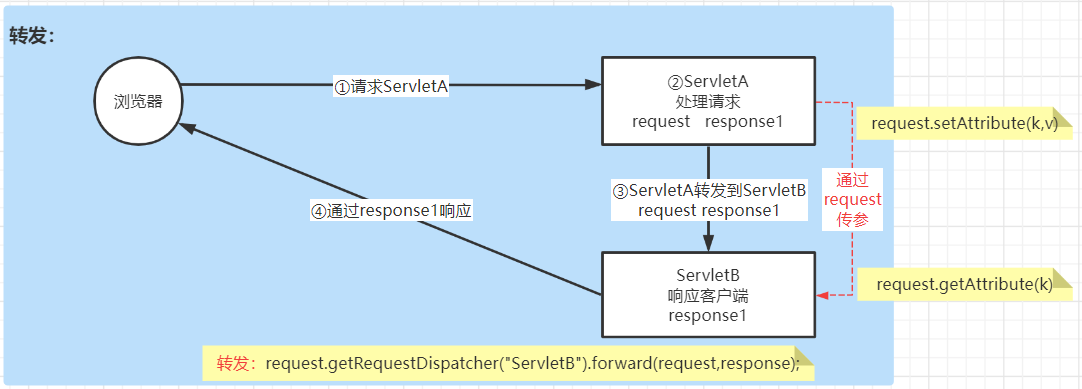 转发：
浏览器
①请求ServletA
②ServletA
处理请求
request response1
request.setAttribute(k,v)
通过
request
传参
③ServletA转发到ServletB
request response1
④通过response1响应
ServletB
响应客户端
response1
request.getAttribute(k)
转发：request.getRequestDispatcher("ServletB").forward(request,response);